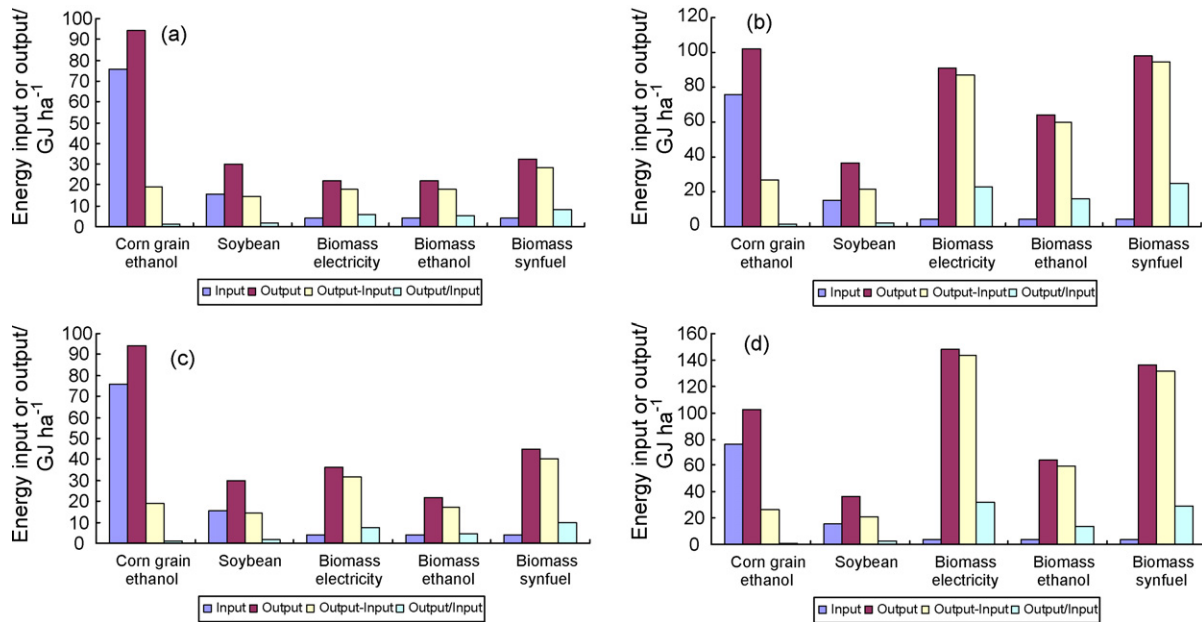 (a)
Energy input or output/
GJ ha⁻¹
100
90
80
70
60
50
40
30
20
10
0
Corn grain ethanol
Soybean
Biomass electricity
Biomass ethanol
Biomass synfuel
Input Output Output-Input Output/Input
(b)
Energy input or output/
GJ ha⁻¹
120
100
80
60
40
20
0
Corn grain ethanol
Soybean
Biomass electricity
Biomass ethanol
Biomass synfuel
Input Output Output-Input Output/Input
(c)
Energy input or output/
GJ ha⁻¹
100
90
80
70
60
50
40
30
20
10
0
Corn grain ethanol
Soybean
Biomass electricity
Biomass ethanol
Biomass synfuel
Input Output Output-Input Output/Input
(d)
Energy input or output/
GJ ha⁻¹
160
140
120
100
80
60
40
20
0
Corn grain ethanol
Soybean
Biomass electricity
Biomass ethanol
Biomass synfuel
Input Output Output-Input Output/Input